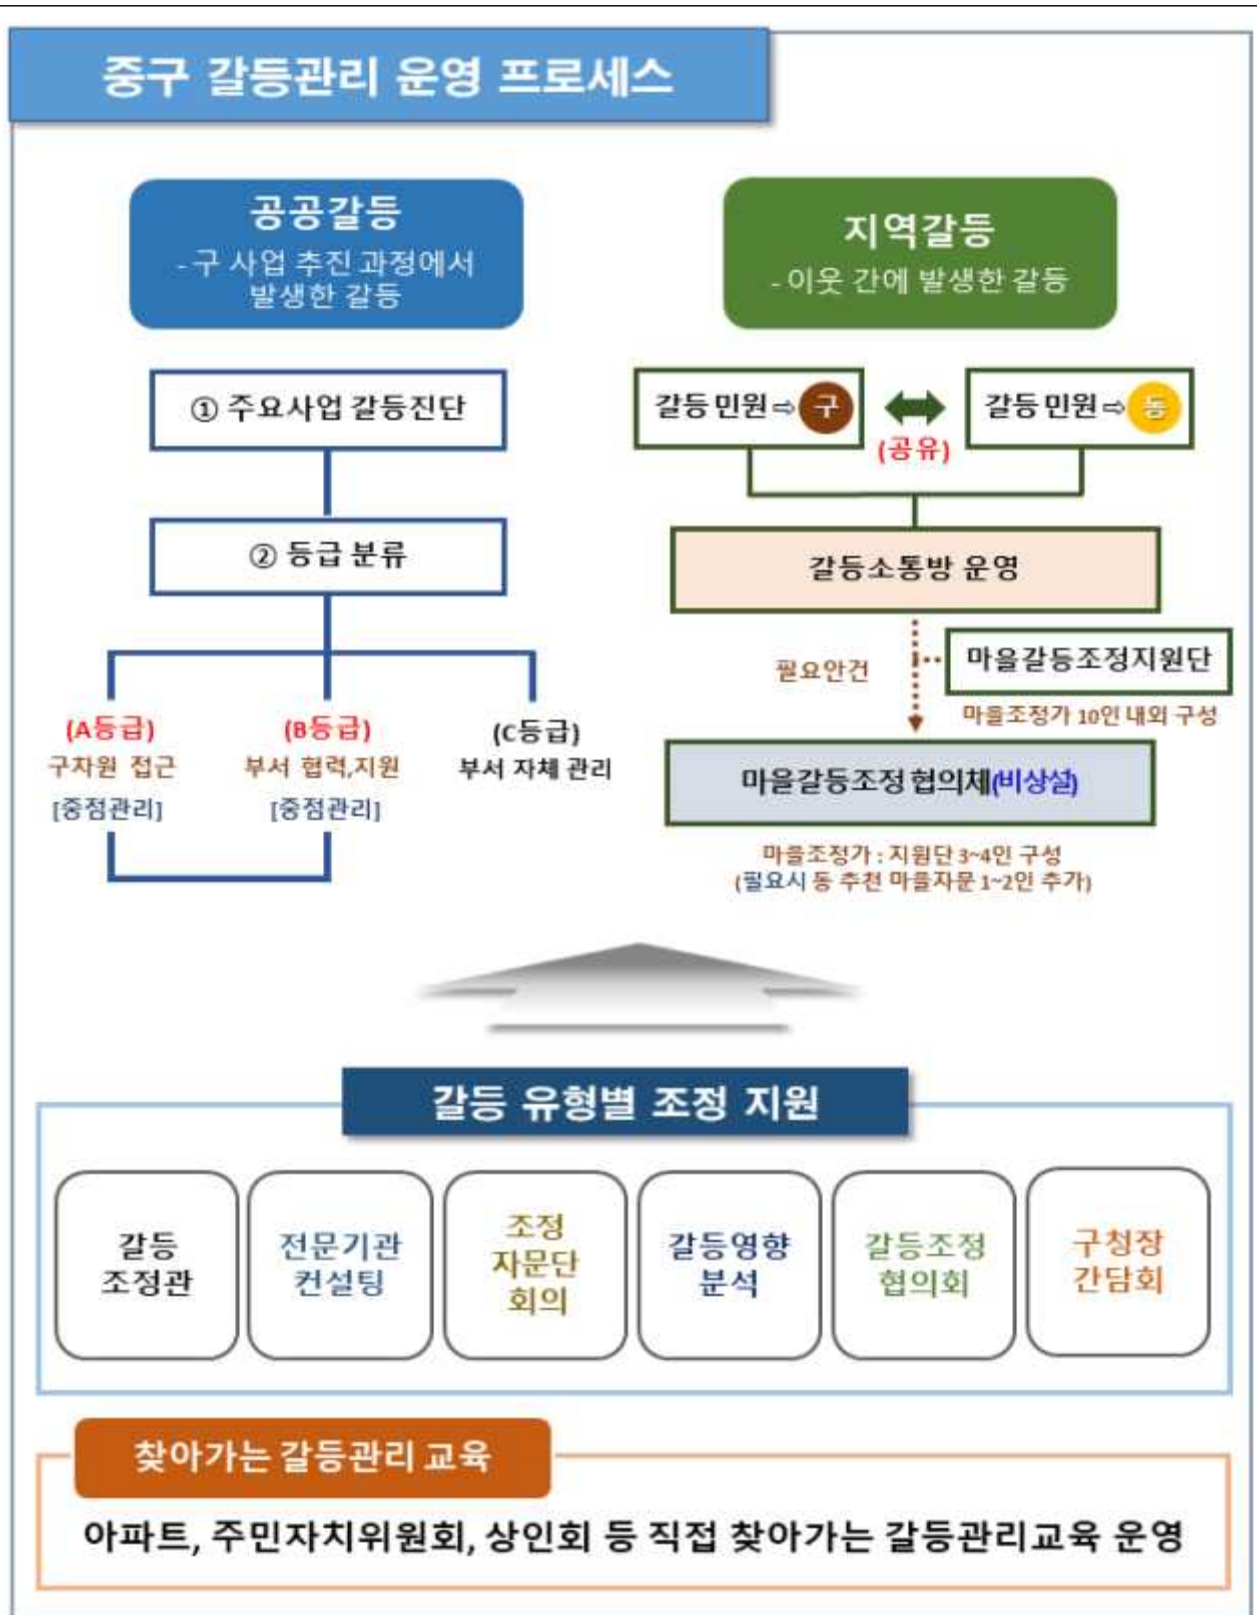 중구 갈등관리 운영 프로세스
공공갈등
- 구 사업 추진 과정에서
발생한 갈등
지역갈등
- 이웃 간에 발생한 갈등
① 주요사업 갈등진단
② 등급 분류
(A등급)
구차원 접근
[중점관리]
(B등급)
부서 협력,지원
[중점관리]
(C등급)
부서 자체 관리
갈등 민원 ⇨ 구
(공유)
갈등 민원 ⇨ 동
갈등소통방 운영
필요안건
마을갈등조정지원단
마을조정가 10인 내외 구성
마을갈등조정 협의체(비상설)
마을조정가 : 지원단 3~4인 구성
(필요시 동 추천 마을자문 1~2인 추가)
갈등 유형별 조정 지원
갈등
조정관
전문기관
컨설팅
조정
자문단
회의
갈등영향
분석
갈등조정
협의회
구청장
간담회
찾아가는 갈등관리 교육
아파트, 주민자치위원회, 상인회 등 직접 찾아가는 갈등관리교육 운영